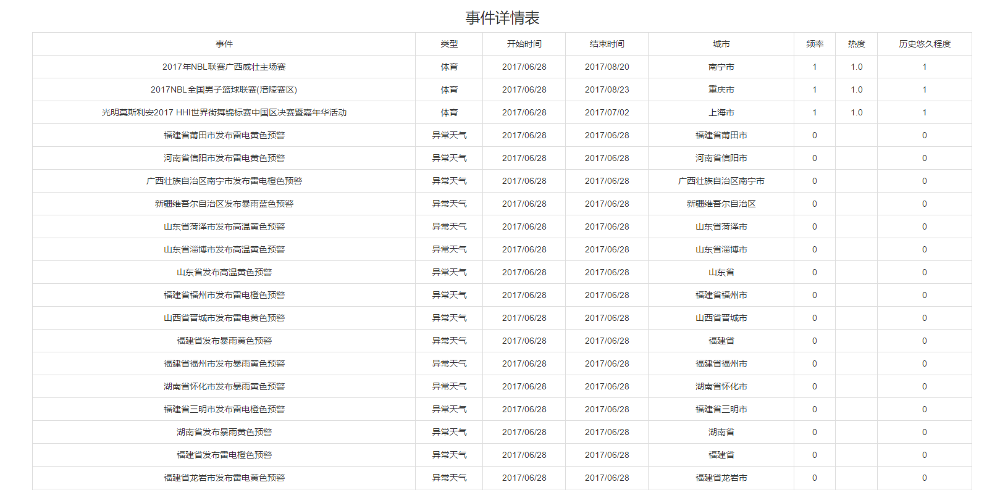 事件详情表
事件 类型 开始时间 结束时间 城市 频率 热度 历史悠久程度
2017年NBL联赛广西威壮主场赛 体育 2017/06/28 2017/08/20 南宁市 1 1.0 1
2017NBL全国男子篮球联赛(涪陵赛区) 体育 2017/06/28 2017/08/23 重庆市 1 1.0 1
光明莫斯利安2017 HHI世界街舞锦标赛中国区决赛暨嘉年华活动 体育 2017/06/28 2017/07/02 上海市 1 1.0 1
福建省莆田市发布雷电黄色预警 异常天气 2017/06/28 2017/06/28 福建省莆田市 0 0
河南省信阳市发布雷电黄色预警 异常天气 2017/06/28 2017/06/28 河南省信阳市 0 0
广西壮族自治区南宁市发布雷电橙色预警 异常天气 2017/06/28 2017/06/28 广西壮族自治区南宁市 0 0
新疆维吾尔自治区发布暴雨蓝色预警 异常天气 2017/06/28 2017/06/28 新疆维吾尔自治区 0 0
山东省菏泽市发布高温黄色预警 异常天气 2017/06/28 2017/06/28 山东省菏泽市 0 0
山东省淄博市发布高温黄色预警 异常天气 2017/06/28 2017/06/28 山东省淄博市 0 0
山东省发布高温黄色预警 异常天气 2017/06/28 2017/06/28 山东省 0 0
福建省福州市发布雷电橙色预警 异常天气 2017/06/28 2017/06/28 福建省福州市 0 0
山西省晋城市发布雷电黄色预警 异常天气 2017/06/28 2017/06/28 山西省晋城市 0 0
福建省发布暴雨黄色预警 异常天气 2017/06/28 2017/06/28 福建省 0 0
福建省福州市发布暴雨黄色预警 异常天气 2017/06/28 2017/06/28 福建省福州市 0 0
湖南省怀化市发布暴雨黄色预警 异常天气 2017/06/28 2017/06/28 湖南省怀化市 0 0
福建省三明市发布雷电橙色预警 异常天气 2017/06/28 2017/06/28 福建省三明市 0 0
湖南省发布暴雨黄色预警 异常天气 2017/06/28 2017/06/28 湖南省 0 0
福建省发布雷电橙色预警 异常天气 2017/06/28 2017/06/28 福建省 0 0
福建省龙岩市发布雷电黄色预警 异常天气 2017/06/28 2017/06/28 福建省龙岩市 0 0